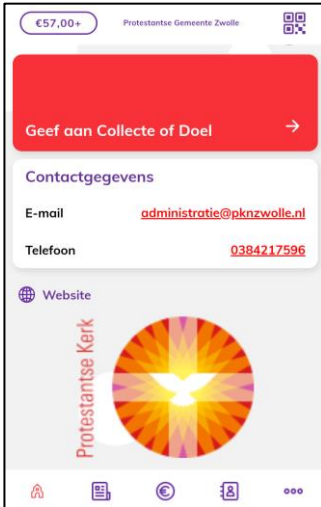 €57,00+
Protestantse Gemeente Zwolle
Geef aan Collecte of Doel
Contactgegevens
E-mail administratie@pknzwolle.nl
Telefoon 0384217596
Website
Protestantse Kerk